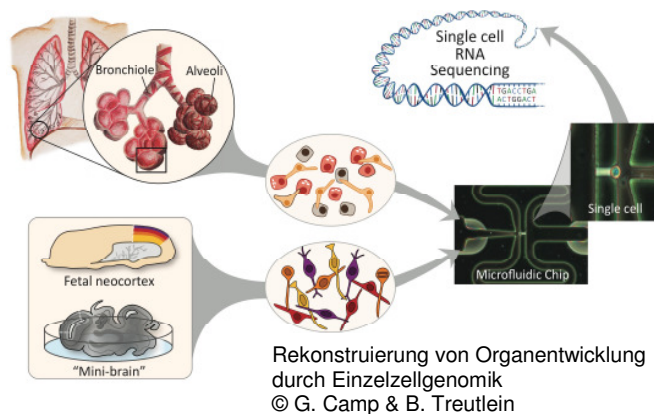 Bronchiole
Alveoli
Single cell
RNA
Sequencing
TGACCTGA
ACTGGACT
Single cell
Microfluidic Chip
Fetal neocortex
"Mini-brain"
Rekonstruierung von Organentwicklung
durch Einzelzellgenomik
© G. Camp & B. Treutlein